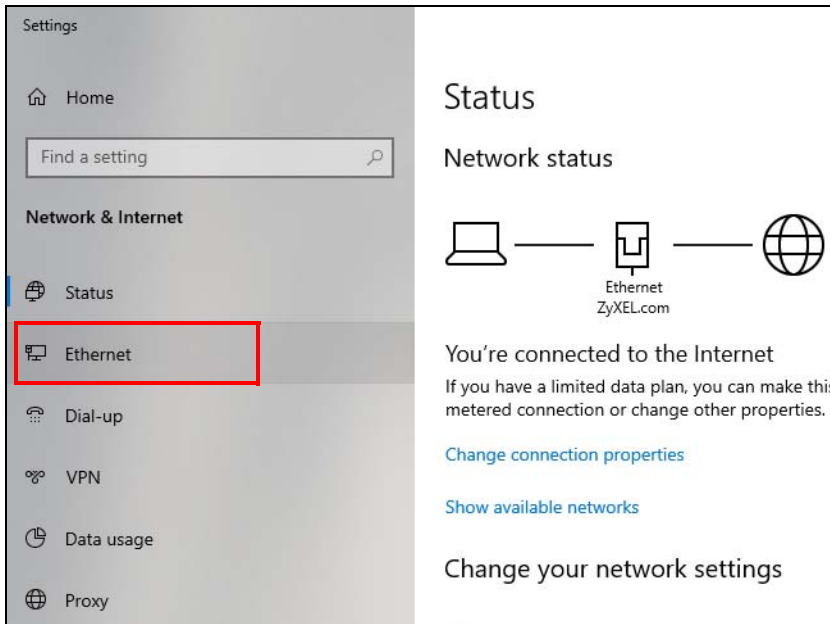 Settings
Home
Find a setting
Network & Internet
Status
Ethernet
Dial-up
VPN
Data usage
Proxy
Status
Network status
Ethernet
ZyXEL.com
You're connected to the Internet
If you have a limited data plan, you can make this
metered connection or change other properties.
Change connection properties
Show available networks
Change your network settings